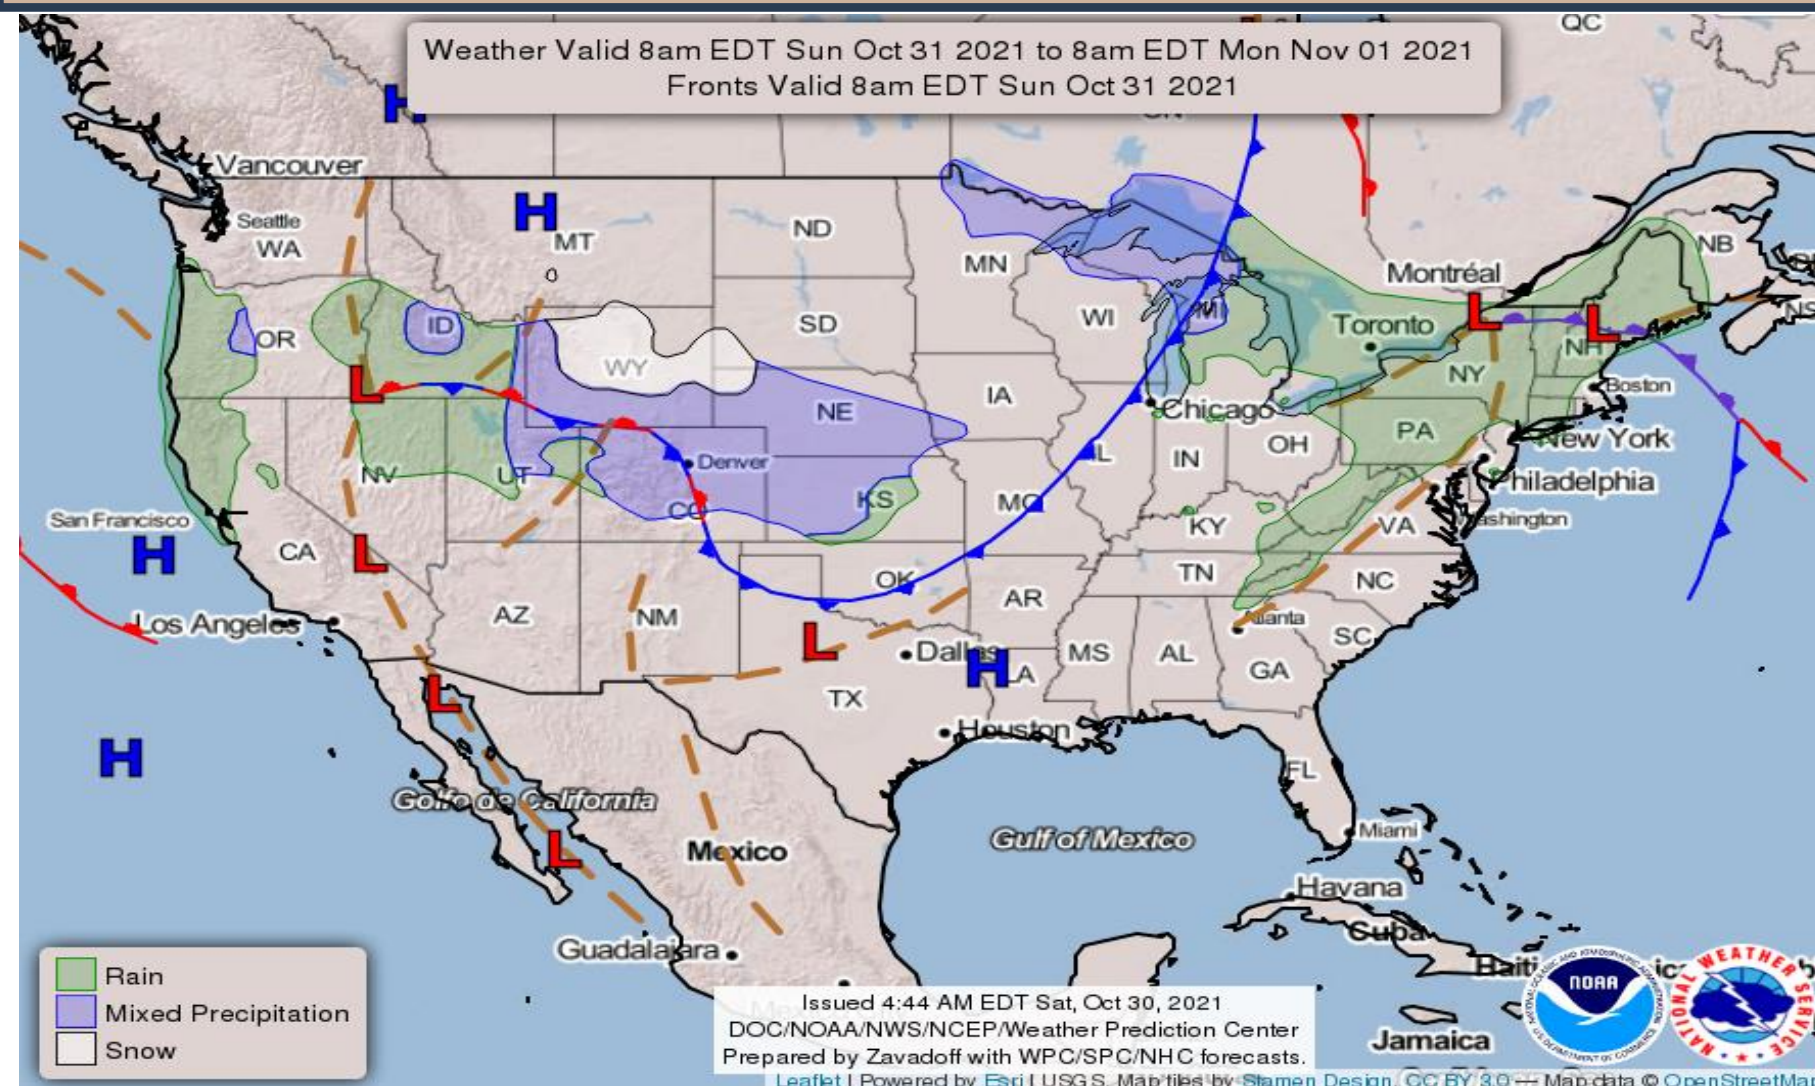 Weather Valid 8am EDT Sun Oct 31 2021 to 8am EDT Mon Nov 01 2021
Fronts Valid 8am EDT Sun Oct 31 2021
QC
H
Vancouver
Seattle
WA
H
MT
ND
MN
Montréal
NB
L
L
NS
OR
ID
WY
SD
WI
MI
Toronto
NH
L
NY
Boston
NE
IA
Chicago
OH
PA
New York
NV
UT
Denver
CO
KS
MO
IL
IN
Philadelphia
San Francisco
H
CA
L
KY
VA
OK
AR
TN
NC
Los Angeles
AZ
NM
L
Dallas
H
LA
MS
AL
Atlanta
GA
SC
L
TX
Houston
H
FL
Golfo de California
Gulf of Mexico
Miami
L
Mexico
Havana
Cuba
Guadalajara
Haiti
Jamaica
Rain
Mixed Precipitation
Snow
Issued 4:44 AM EDT Sat, Oct 30, 2021
DOC/NOAA/NWS/NCEP/Weather Prediction Center
Prepared by Zavadoff with WPC/SPC/NHC forecasts.
NOAA
NATIONAL WEATHER SERVICE
Leaflet | Powered by Esri | USGS, Map tiles by Stamen Design, CC BY 3.0 — Map data © OpenStreetMap